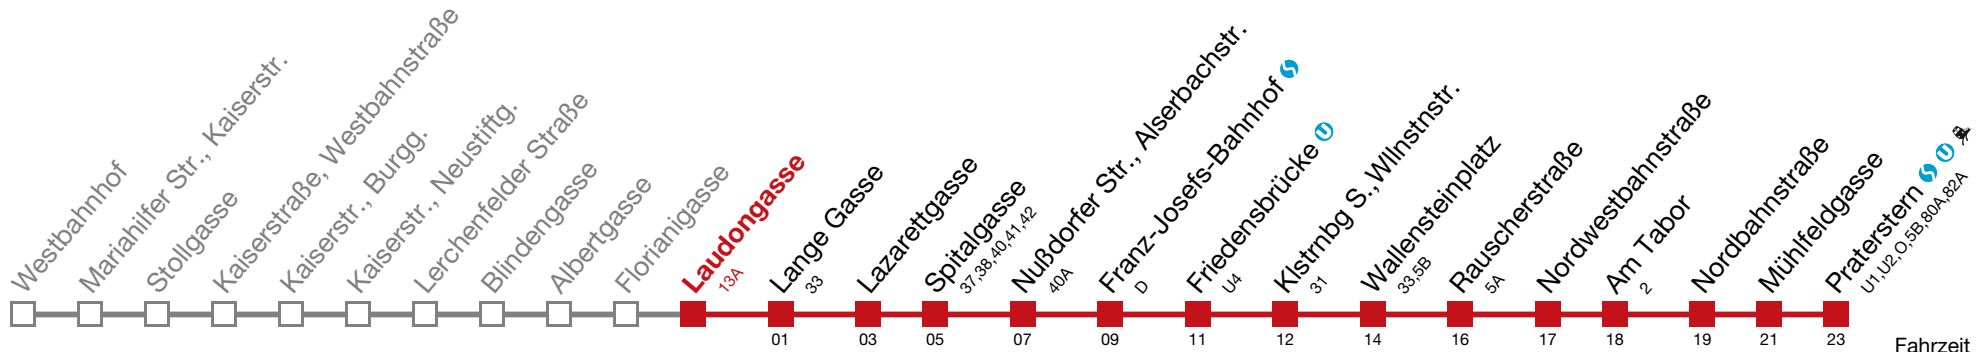 Westbahnhof
Mariahilfer Str., Kaiserstr.
Stollgasse
Kaiserstraße, Westbahnstraße
Kaiserstr., Burgg.
Kaiserstr., Neustiftg.
Lerchenfelder Straße
Blindengasse
Albertgasse
Florianigasse
Laudongasse
13A
Lange Gasse
33
Lazarettgasse
Spitalgasse
37,38,40,41,42
Nußdorfer Str., Alserbachstr.
40A
Franz-Josefs-Bahnhof S
D
Friedensbrücke U
U4
Klstrnbg S., Wllnstnstr.
31
Wallensteinplatz
33,5B
Rauscherstraße
5A
Nordwestbahnstraße
Am Tabor
2
Nordbahnstraße
Mühlfeldgasse
Praterstern S U
U1,U2,O,5B,80A,82A
01 03 05 07 09 11 12 14 16 17 18 19 21 23 Fahrzeit